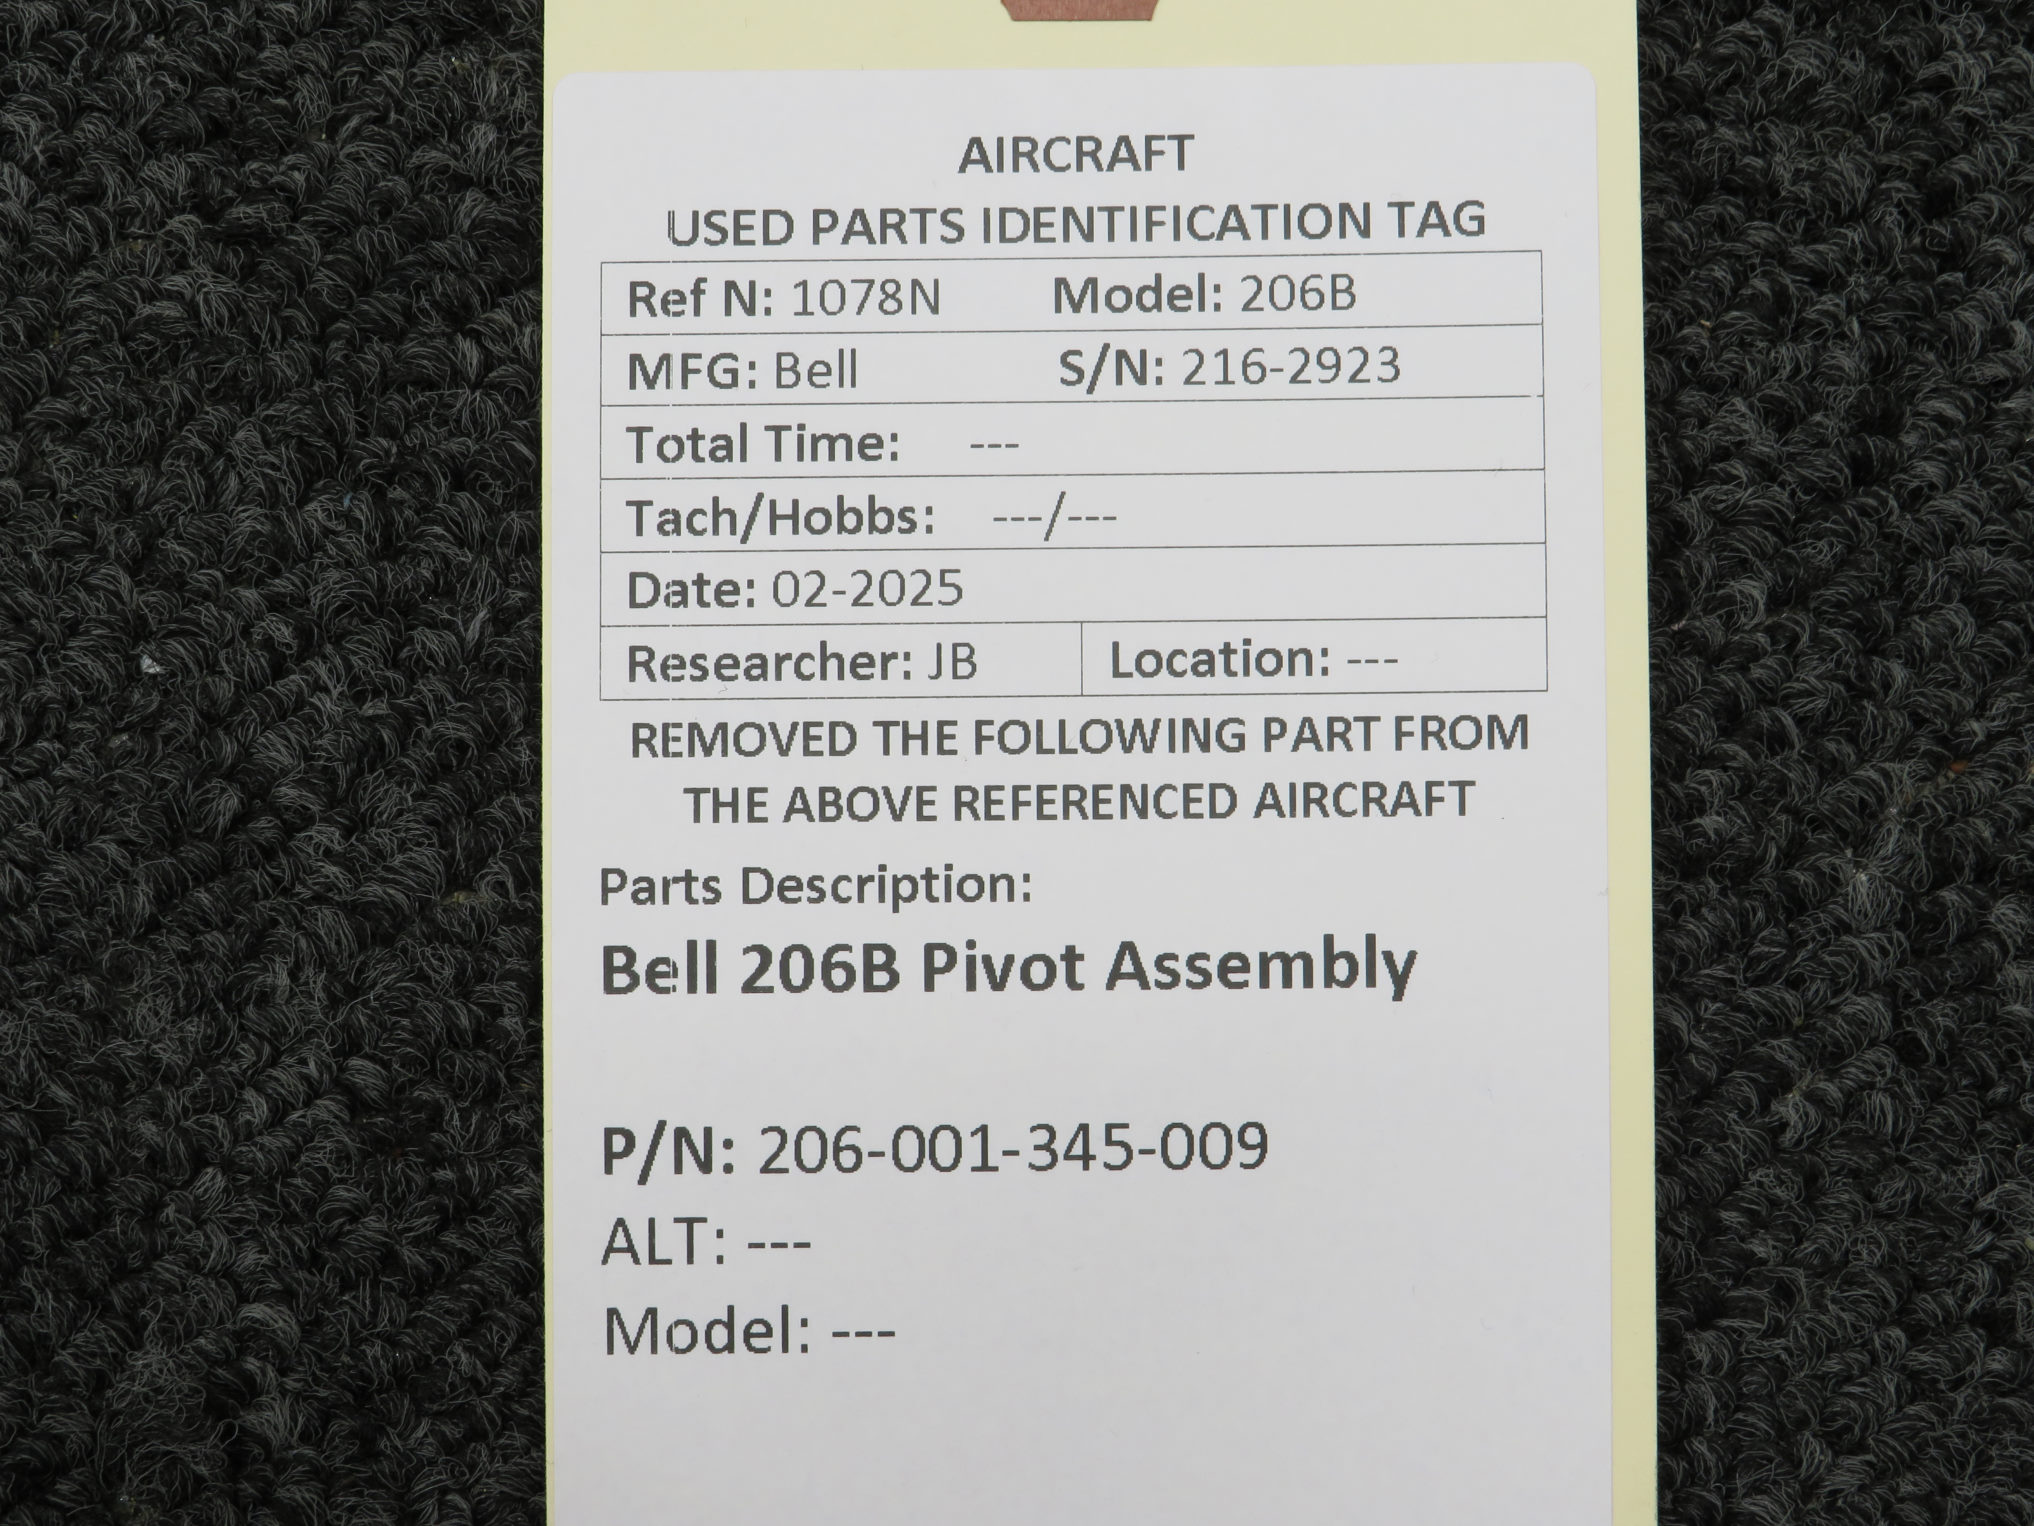 AIRCRAFT
USED PARTS IDENTIFICATION TAG
Ref N: 1078N Model: 206B
MFG: Bell S/N: 216-2923
Total Time: ---
Tach/Hobbs: ---/---
Date: 02-2025
Researcher: JB Location: ---
REMOVED THE FOLLOWING PART FROM
THE ABOVE REFERENCED AIRCRAFT
Parts Description:
Bell 206B Pivot Assembly
P/N: 206-001-345-009
ALT: ---
Model: ---